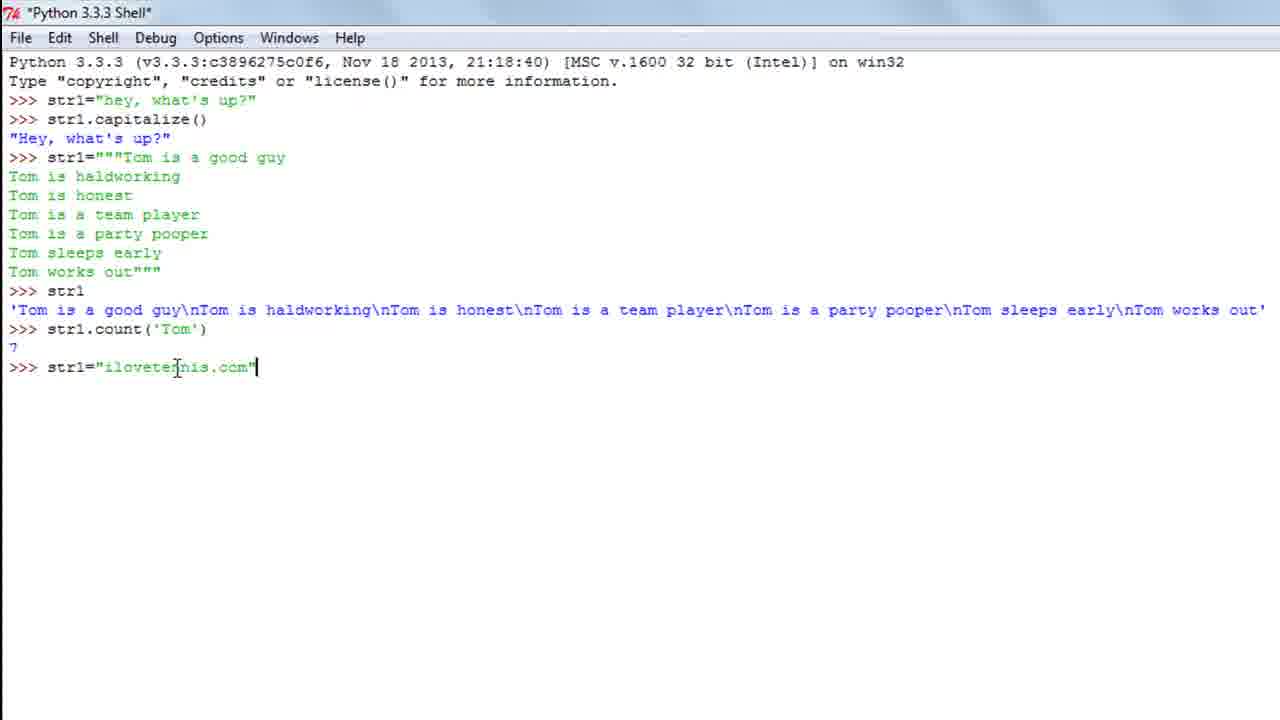 *Python 3.3.3 Shell*
File Edit Shell Debug Options Windows Help
Python 3.3.3 (v3.3.3:c3896275c0f6, Nov 18 2013, 21:18:40) [MSC v.1600 32 bit (Intel)] on win32
Type "copyright", "credits" or "license()" for more information.
>>> str1="hey, what's up?"
>>> str1.capitalize()
"Hey, what's up?"
>>> str1="""Tom is a good guy
Tom is haldworking
Tom is honest
Tom is a team player
Tom is a party pooper
Tom sleeps early
Tom works out"""
>>> str1
'Tom is a good guy\nTom is haldworking\nTom is honest\nTom is a team player\nTom is a party pooper\nTom sleeps early\nTom works out'
>>> str1.count('Tom')
7
>>> str1="ilovetennis.com"